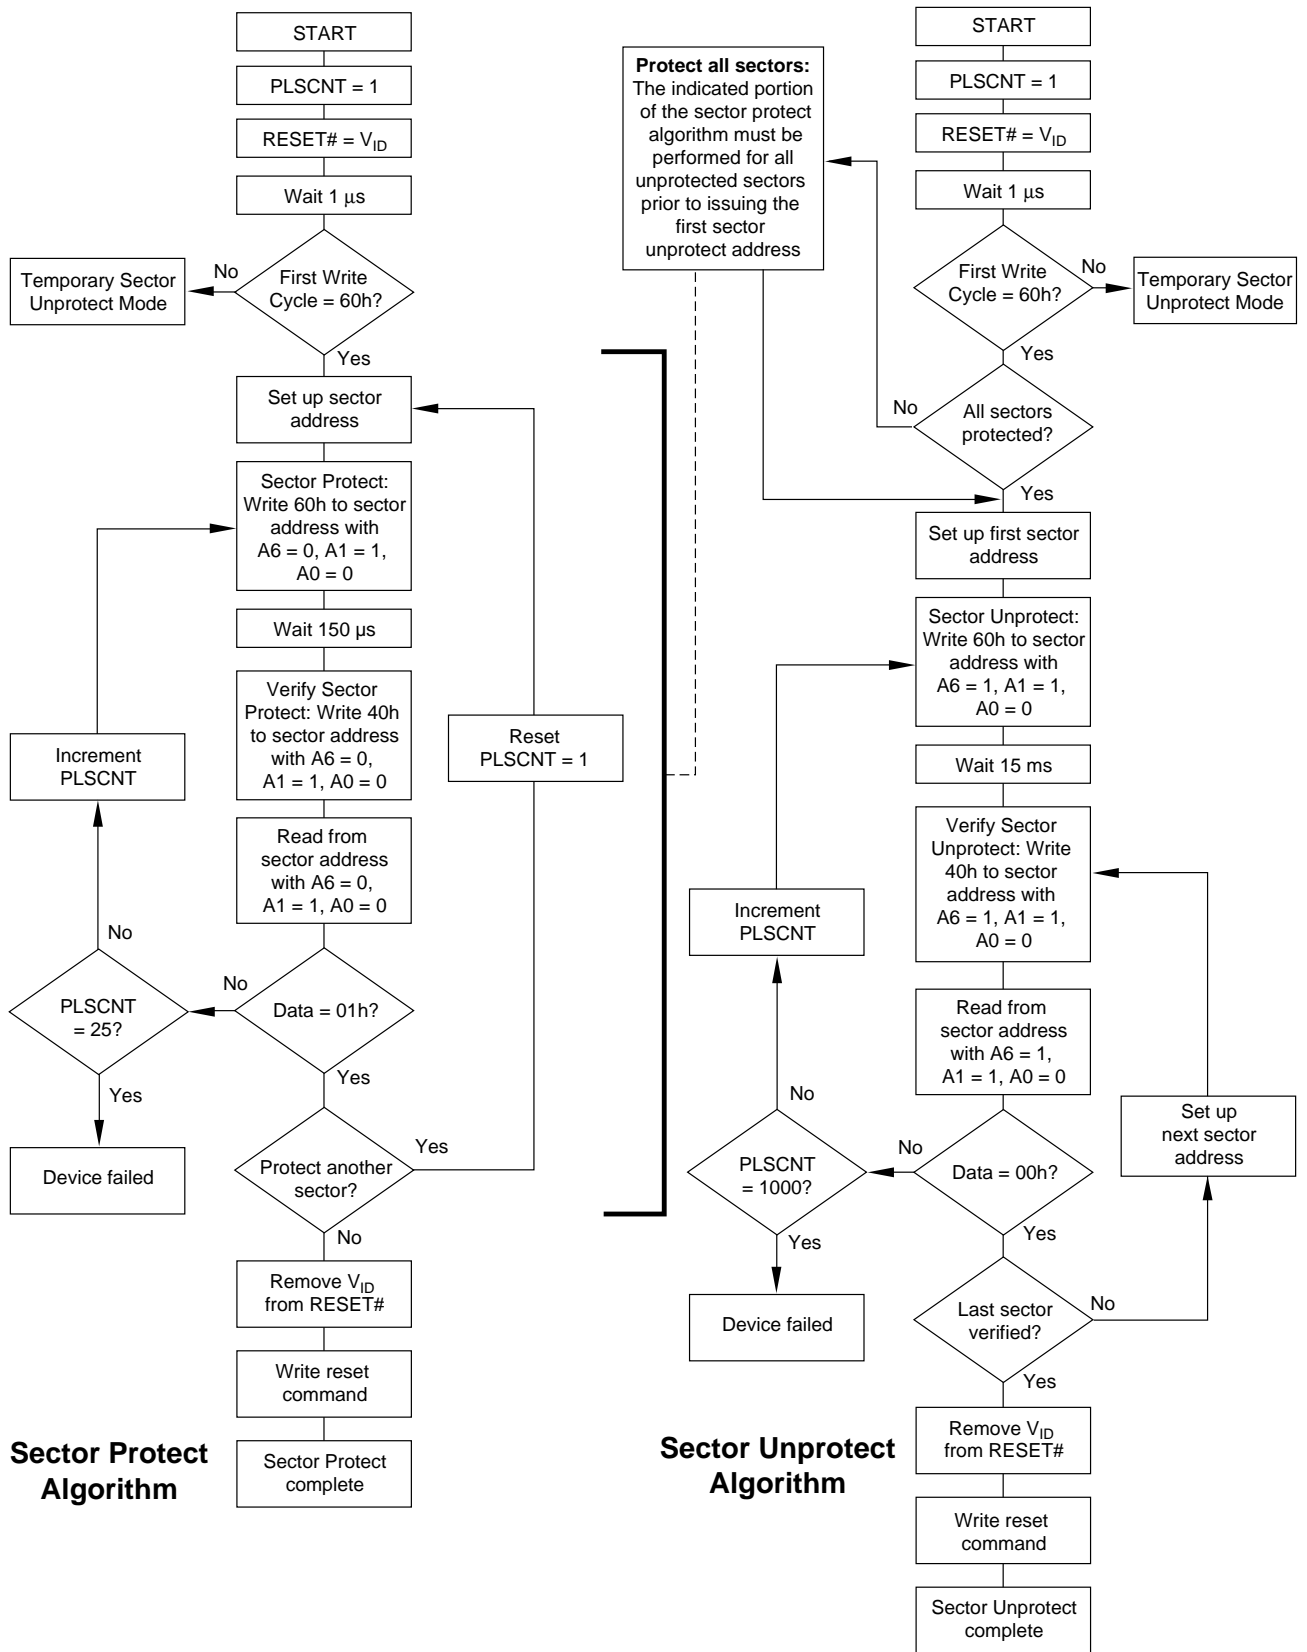 START
PLSCNT = 1
RESET# = VID
Wait 1 μs
First Write
Cycle = 60h?
No
Temporary Sector
Unprotect Mode
Yes
Set up sector
address
Sector Protect:
Write 60h to sector
address with
A6 = 0, A1 = 1,
A0 = 0
Wait 150 µs
Verify Sector
Protect: Write 40h
to sector address
with A6 = 0,
A1 = 1, A0 = 0
Reset
PLSCNT = 1
Increment
PLSCNT
Read from
sector address
with A6 = 0,
A1 = 1, A0 = 0
No
No
PLSCNT
= 25?
Data = 01h?
Yes
Yes
Yes
Device failed
Protect another
sector?
No
Remove VID
from RESET#
Write reset
command
Sector Protect
complete
Sector Protect
Algorithm
Protect all sectors:
The indicated portion
of the sector protect
algorithm must be
performed for all
unprotected sectors
prior to issuing the
first sector
unprotect address
START
PLSCNT = 1
RESET# = VID
Wait 1 μs
First Write
Cycle = 60h?
No
Temporary Sector
Unprotect Mode
Yes
No
All sectors
protected?
Yes
Set up first sector
address
Sector Unprotect:
Write 60h to sector
address with
A6 = 1, A1 = 1,
A0 = 0
Wait 15 ms
Verify Sector
Unprotect: Write
40h to sector
address with
A6 = 1, A1 = 1,
A0 = 0
Increment
PLSCNT
Read from
sector address
with A6 = 1,
A1 = 1, A0 = 0
No
No
PLSCNT
= 1000?
Data = 00h?
Set up
next sector
address
Yes
Yes
Device failed
Last sector
verified?
No
Yes
Remove VID
from RESET#
Write reset
command
Sector Unprotect
complete
Sector Unprotect
Algorithm